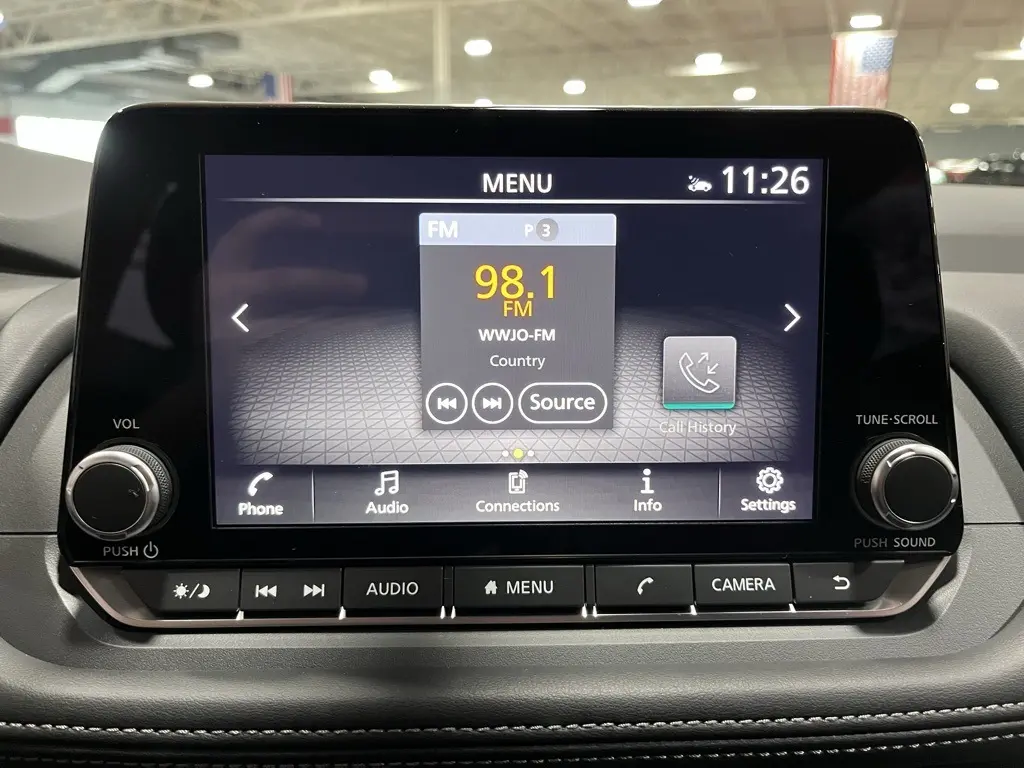 MENU
11:26
FM P 3
98.1
FM
WWJO-FM
Country
Source
Call History
Phone
Audio
Connections
Info
Settings
VOL
PUSH
TUNE·SCROLL
PUSH SOUND
AUDIO
MENU
CAMERA